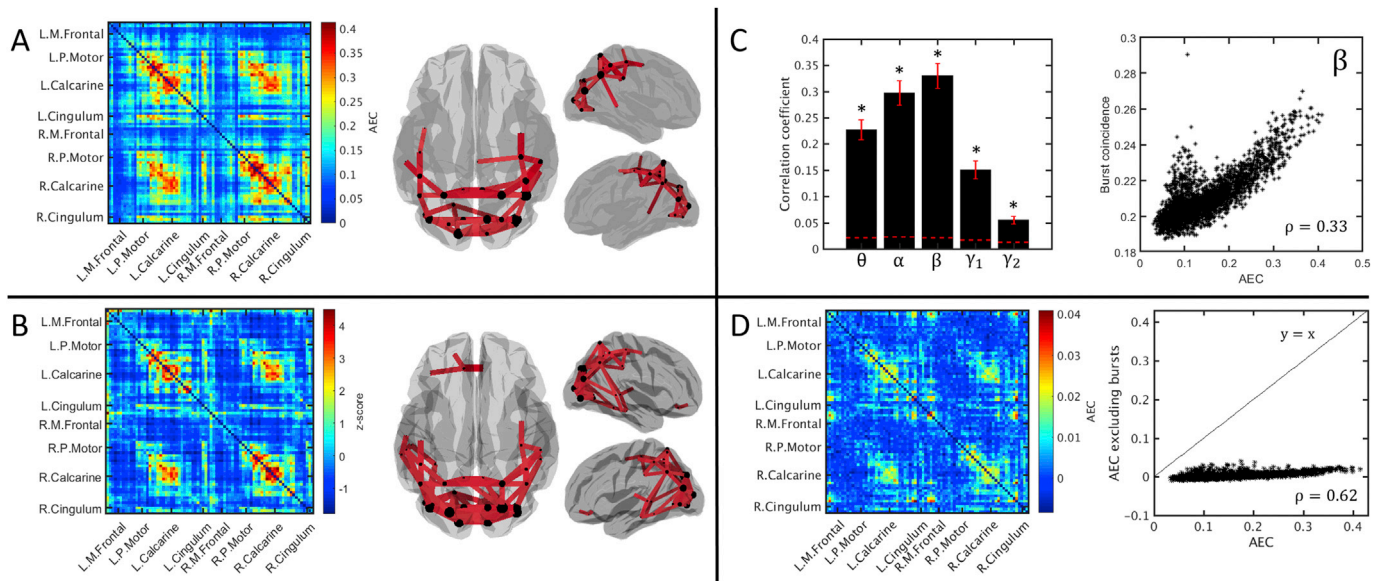 A
L.M.Frontal
L.P.Motor
L.Calcarine
L.Cingulum
R.M.Frontal
R.P.Motor
R.Calcarine
R.Cingulum
L.M.Frontal
L.P.Motor
L.Calcarine
L.Cingulum
R.M.Frontal
R.P.Motor
R.Calcarine
R.Cingulum
0.4
0.35
0.3
0.25
0.2
0.15
0.1
0.05
0
AEC
B
L.M.Frontal
L.P.Motor
L.Calcarine
L.Cingulum
R.M.Frontal
R.P.Motor
R.Calcarine
R.Cingulum
L.M.Frontal
L.P.Motor
L.Calcarine
L.Cingulum
R.M.Frontal
R.P.Motor
R.Calcarine
R.Cingulum
4
3
2
1
0
-1
z-score
C
Correlation coefficient
0.4
0.35
0.3
0.25
0.2
0.15
0.1
0.05
0
*
*
*
*
*
θ
α
β
γ1
γ2
Burst coincidence
0.3
0.28
0.26
0.24
0.22
0.2
0.18
β
ρ = 0.33
0
0.1
0.2
0.3
0.4
0.5
AEC
D
L.M.Frontal
L.P.Motor
L.Calcarine
L.Cingulum
R.M.Frontal
R.P.Motor
R.Calcarine
R.Cingulum
L.M.Frontal
L.P.Motor
L.Calcarine
L.Cingulum
R.M.Frontal
R.P.Motor
R.Calcarine
R.Cingulum
0.04
0.03
0.02
0.01
0
AEC
AEC excluding bursts
0.4
0.3
0.2
0.1
0
−0.1
y = x
ρ = 0.62
0
0.1
0.2
0.3
0.4
AEC